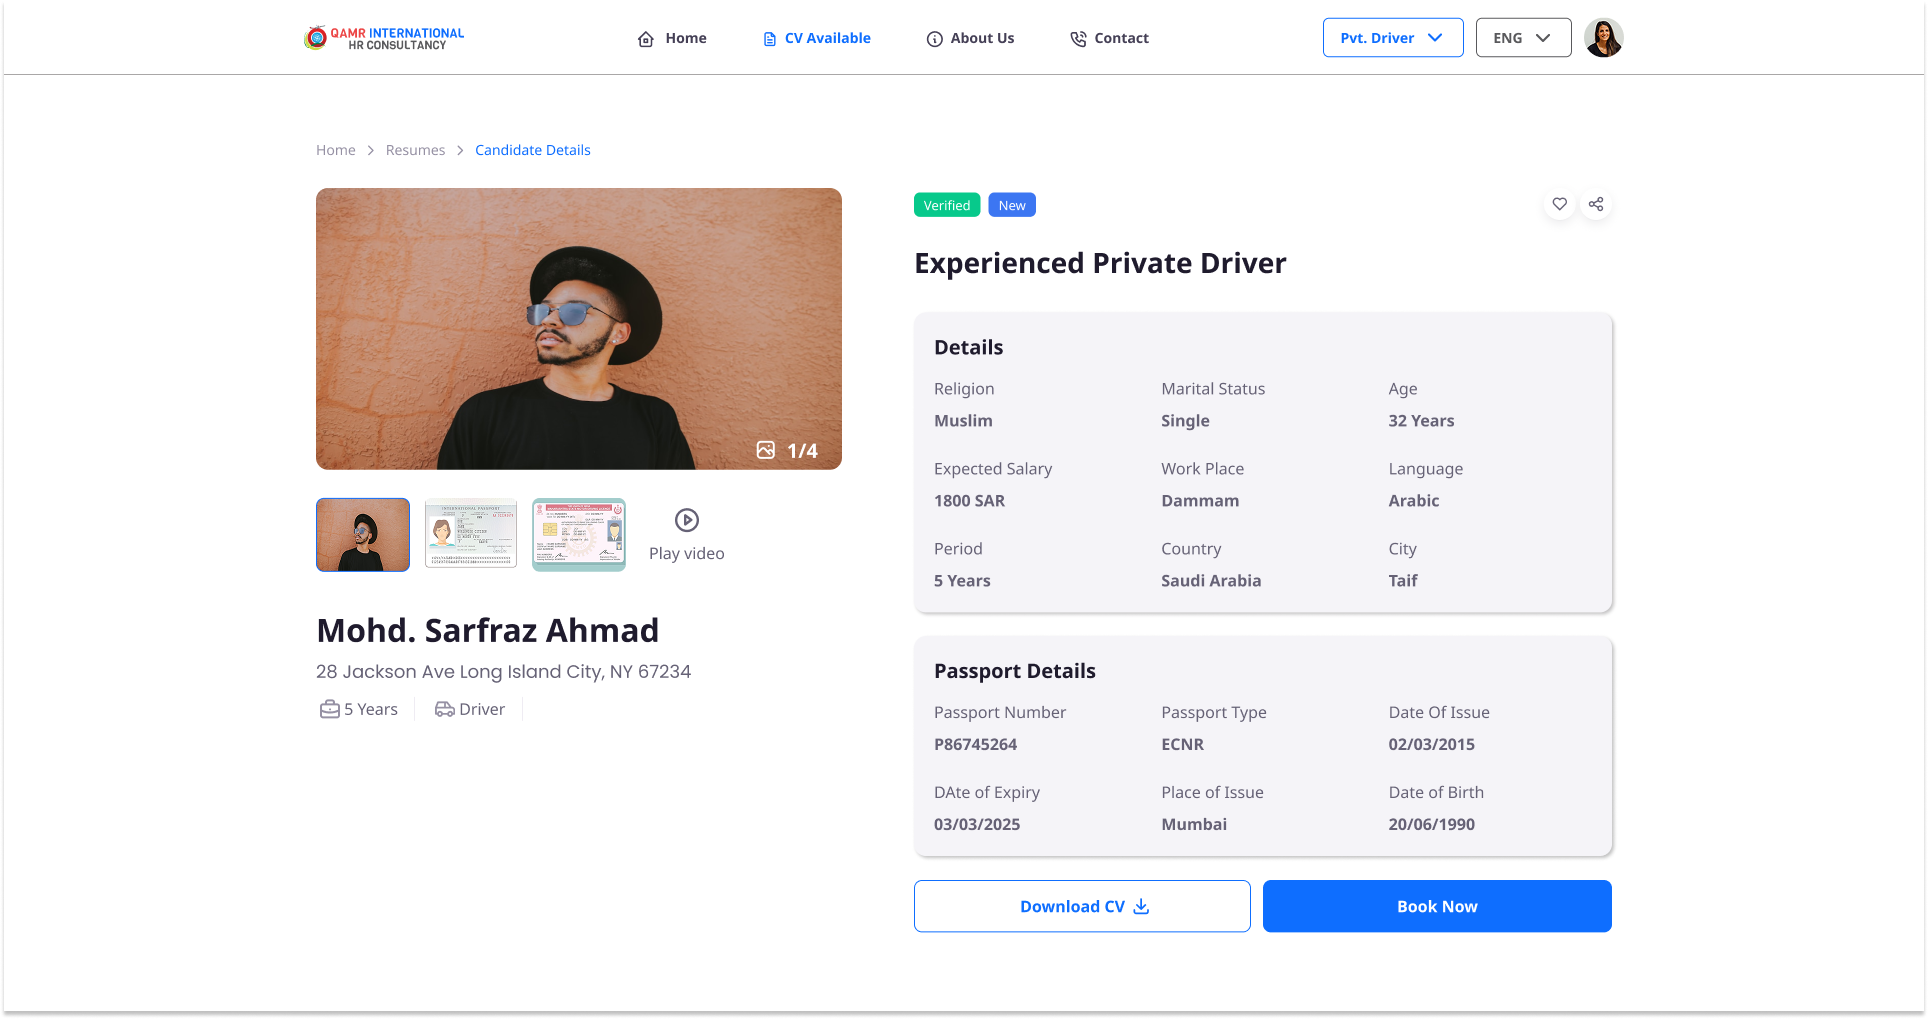 QAMR INTERNATIONAL
HR CONSULTANCY
Home
CV Available
About Us
Contact
Pvt. Driver
ENG
Home > Resumes > Candidate Details
1/4
INTERNATIONAL PASSPORT
Play video
Mohd. Sarfraz Ahmad
28 Jackson Ave Long Island City, NY 67234
5 Years
Driver
Verified
New
Experienced Private Driver
Details
Religion
Marital Status
Age
Muslim
Single
32 Years
Expected Salary
Work Place
Language
1800 SAR
Dammam
Arabic
Period
Country
City
5 Years
Saudi Arabia
Taif
Passport Details
Passport Number
Passport Type
Date Of Issue
P86745264
ECNR
02/03/2015
DAte of Expiry
Place of Issue
Date of Birth
03/03/2025
Mumbai
20/06/1990
Download CV
Book Now